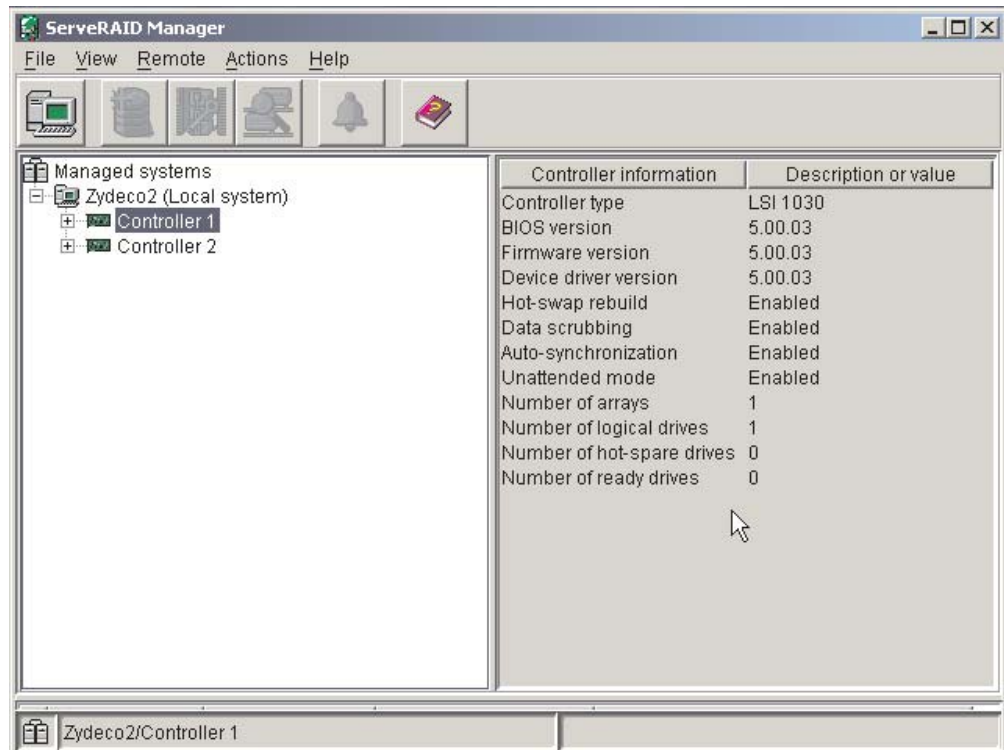 ServeRAID Manager
File View Remote Actions Help
Managed systems
Zydeco2 (Local system)
Controller 1
Controller 2
Controller information Description or value
Controller type LSI 1030
BIOS version 5.00.03
Firmware version 5.00.03
Device driver version 5.00.03
Hot-swap rebuild Enabled
Data scrubbing Enabled
Auto-synchronization Enabled
Unattended mode Enabled
Number of arrays 1
Number of logical drives 1
Number of hot-spare drives 0
Number of ready drives 0
Zydeco2/Controller 1